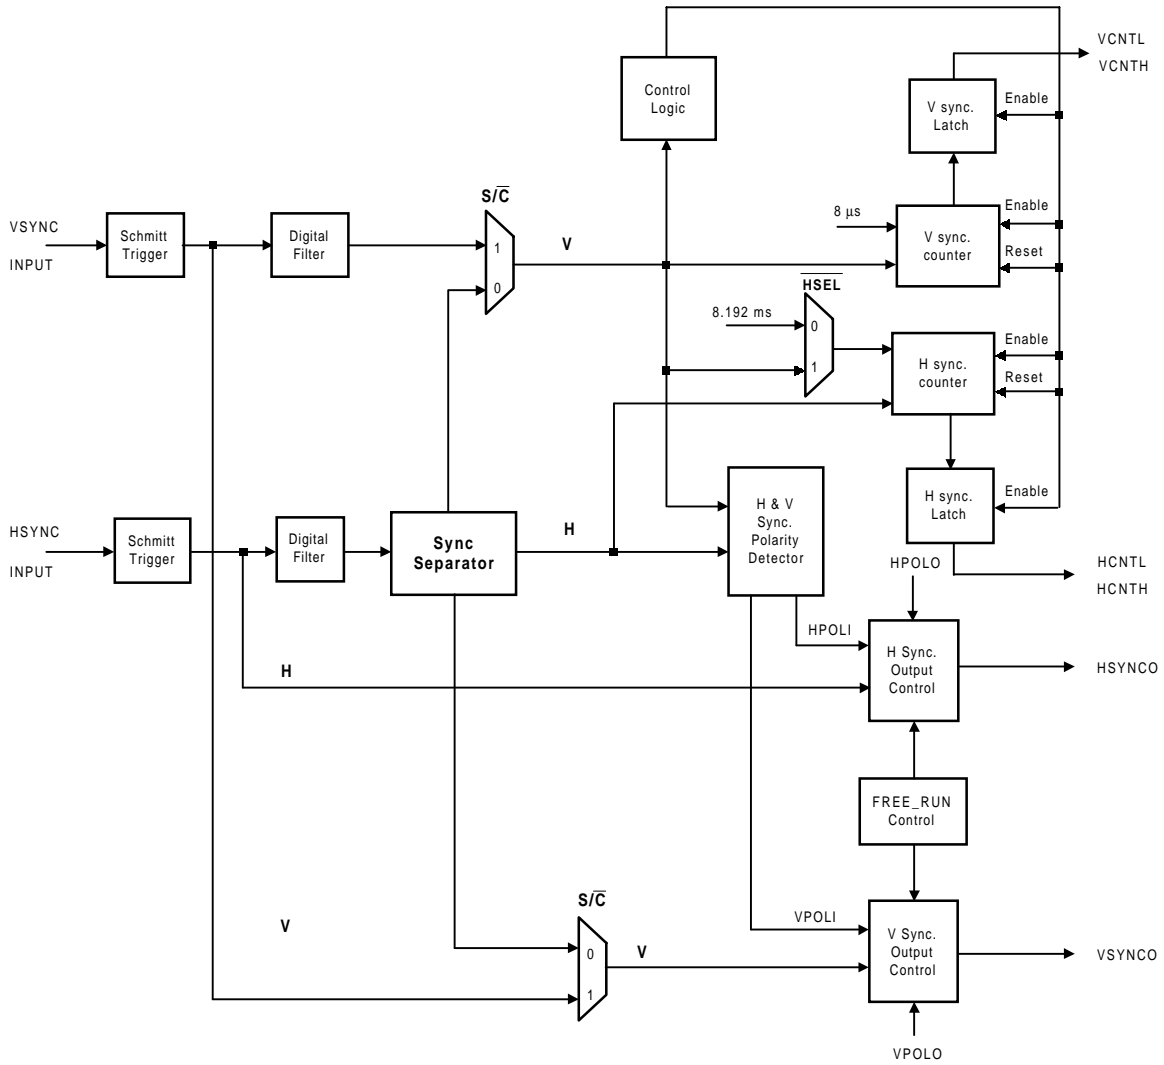 VCNTL
VCNTH
Control
Logic
V sync.
Latch
Enable
S/C̅
VSYNC
INPUT
Schmitt
Trigger
Digital
Filter
1
0
V
8 µs
V sync.
counter
Enable
Reset
H̅S̅E̅L̅
8.192 ms
0
1
H sync.
counter
Enable
Reset
H sync.
Latch
Enable
HSYNC
INPUT
Schmitt
Trigger
Digital
Filter
Sync
Separator
H
H & V
Sync.
Polarity
Detector
HCNTL
HCNTH
HPOLO
HPOLI
H
H Sync.
Output
Control
HSYNCO
FREE_RUN
Control
V
S/C̅
0
1
V
VPOLI
V Sync.
Output
Control
VSYNCO
VPOLO